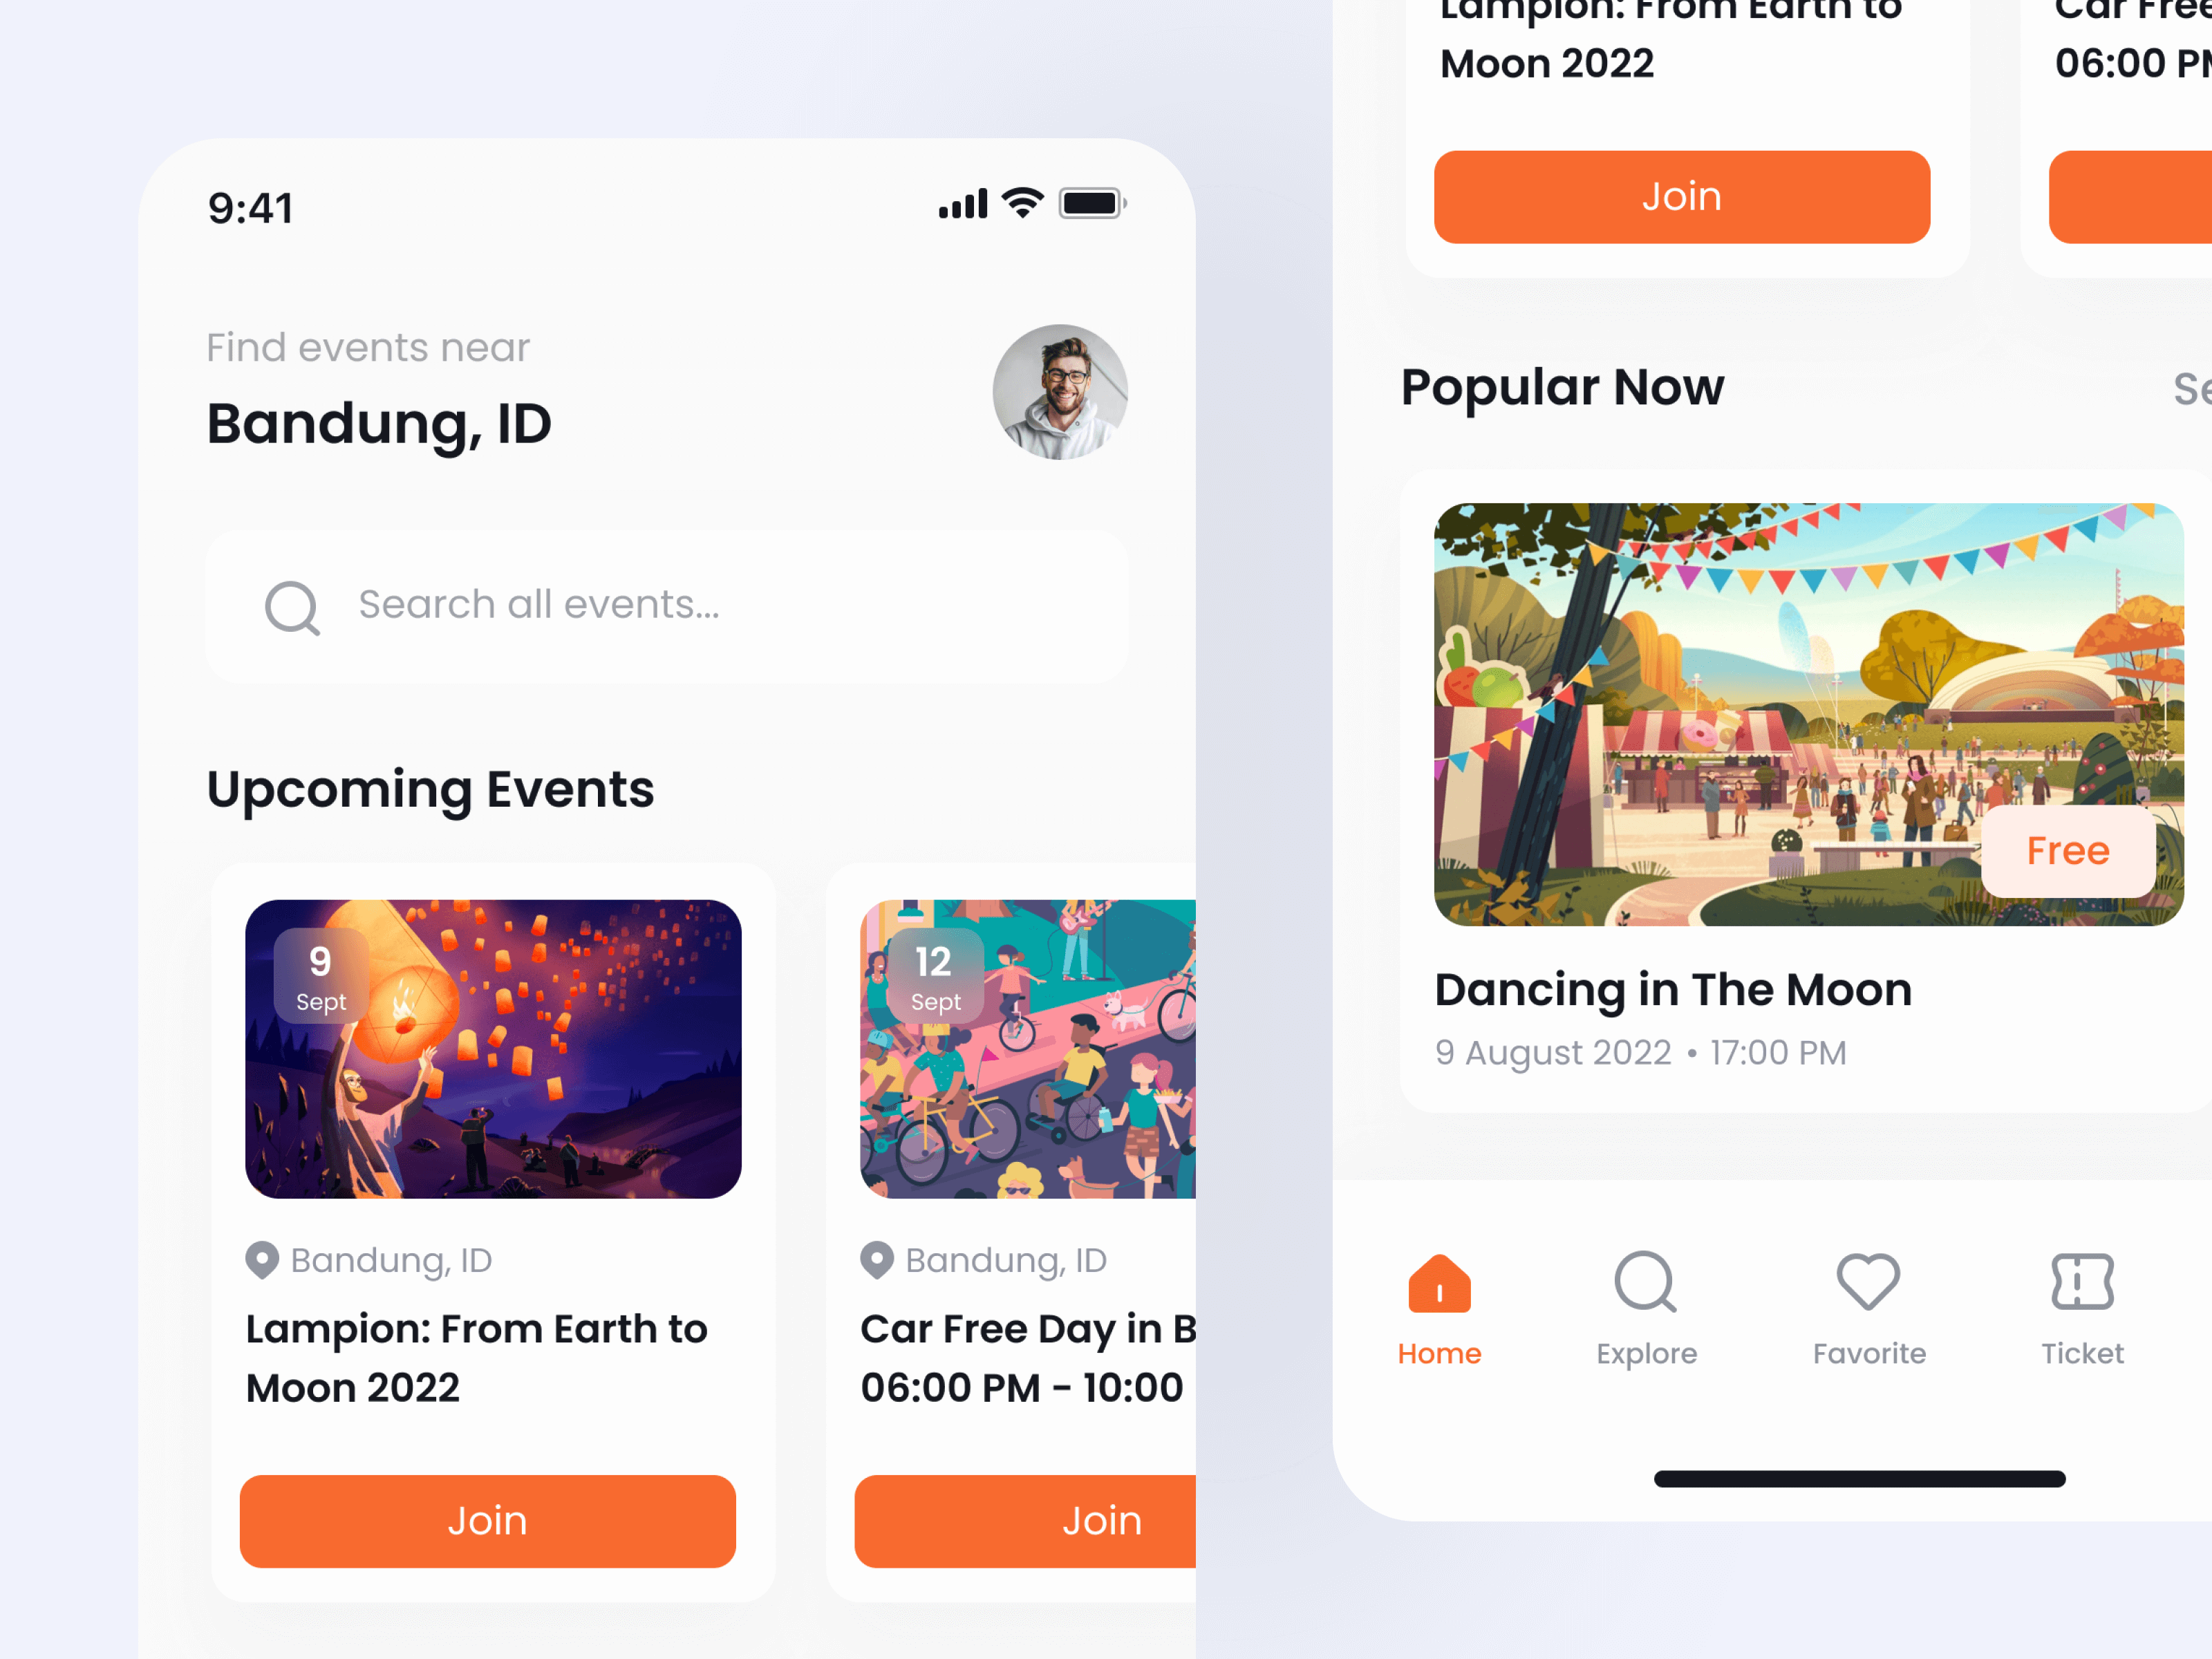 9:41
Find events near
Bandung, ID
Search all events...
Upcoming Events
9
Sept
12
Sept
Bandung, ID
Bandung, ID
Lampion: From Earth to
Moon 2022
Car Free Day in B
06:00 PM - 10:00
Join
Join
Lampion: From Earth to
Moon 2022
Car Free
06:00 PM
Join
Popular Now
Se
Free
Dancing in The Moon
9 August 2022 • 17:00 PM
Home
Explore
Favorite
Ticket